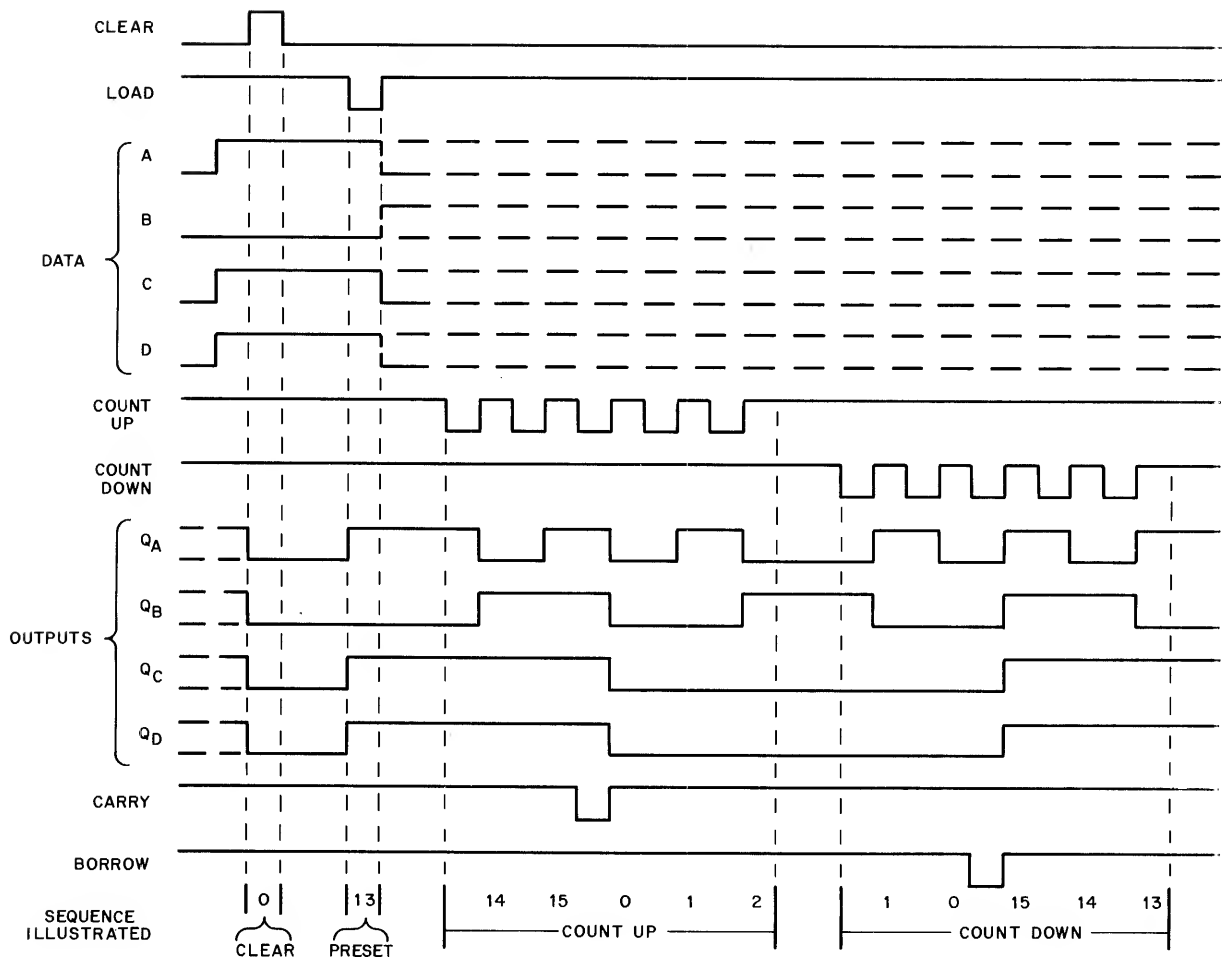 CLEAR
LOAD
A
B
DATA
C
D
COUNT
UP
COUNT
DOWN
QA
QB
OUTPUTS
QC
QD
CARRY
BORROW
SEQUENCE
ILLUSTRATED
0 13 14 15 0 1 2 1 0 15 14 13
CLEAR PRESET COUNT UP COUNT DOWN